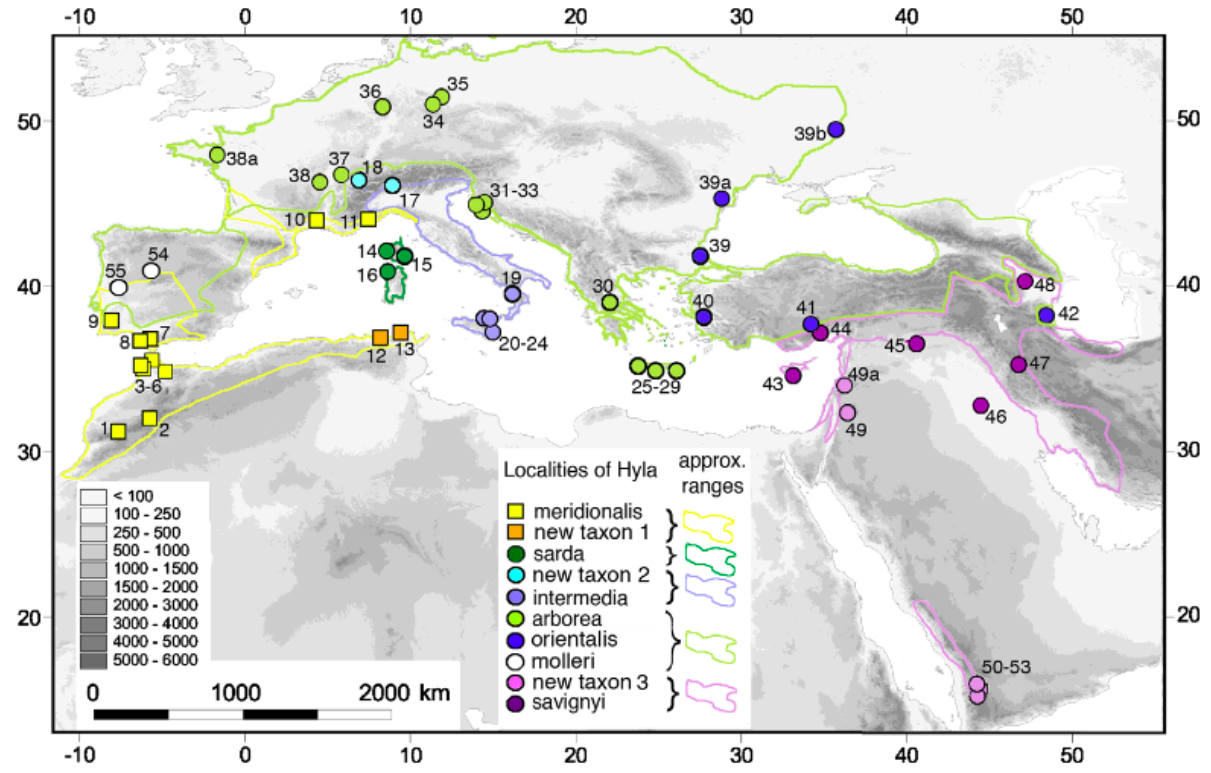 -10 0 10 20 30 40 50
50 50
40 40
30 30
20 20
36 35
34
39b
38a 38 37 18
17
39a
31-33
10 11
39
54
55
14 15
16
19
30
48
9
7
8
12 13
20-24
40
41
44
42
3-6
25-29
43
45
47
49a
46
1 2
49
50-53
Localities of Hyla
approx.
ranges
meridionalis
new taxon 1
sarda
new taxon 2
intermedia
arborea
orientalis
molleri
new taxon 3
savignyi
< 100
100 - 250
250 - 500
500 - 1000
1000 - 1500
1500 - 2000
2000 - 3000
3000 - 4000
4000 - 5000
5000 - 6000
0 1000 2000 km
-10 0 10 20 30 40 50